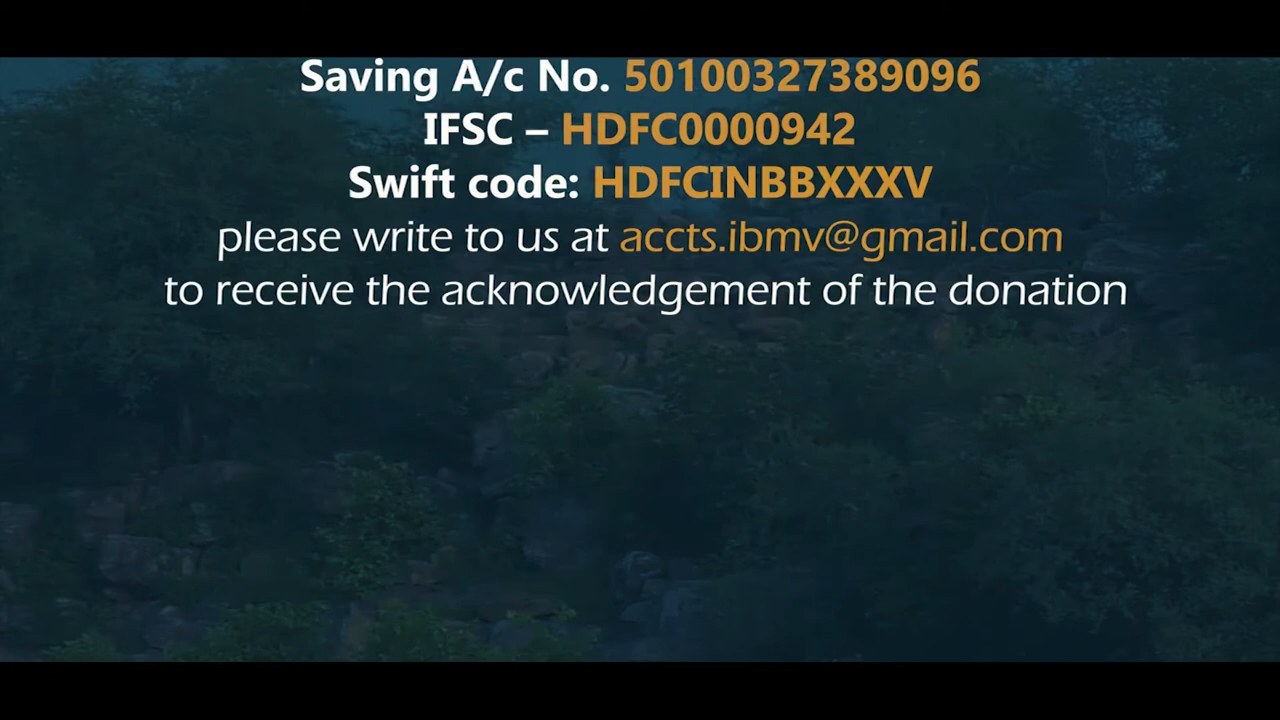 Saving A/c No. 50100327389096
IFSC – HDFC0000942
Swift code: HDFCINBBXXXV
please write to us at accts.ibmv@gmail.com
to receive the acknowledgement of the donation